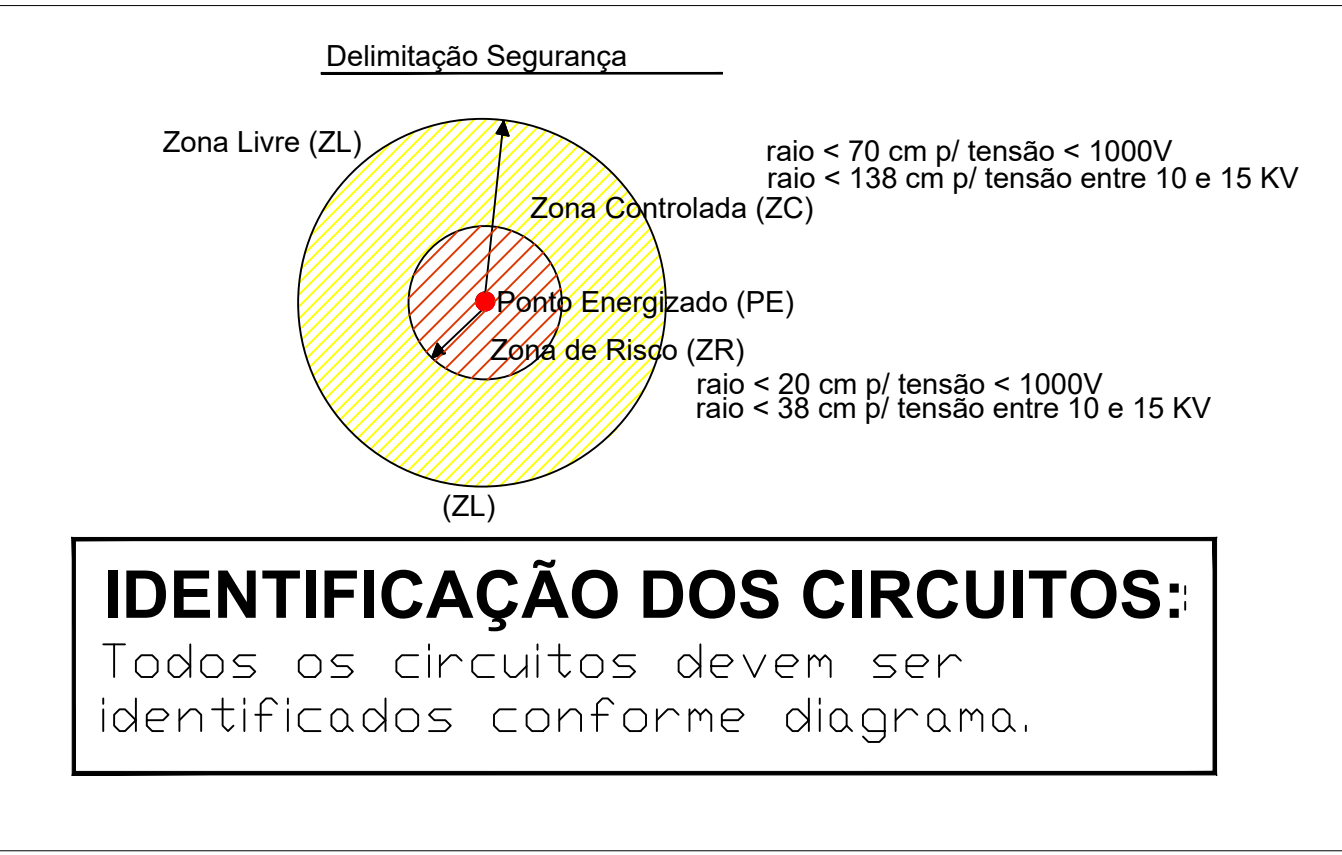 Delimitação Segurança
Zona Livre (ZL)
raio < 70 cm p/ tensão < 1000V
raio < 138 cm p/ tensão entre 10 e 15 KV
Zona Controlada (ZC)
Ponto Energizado (PE)
Zona de Risco (ZR)
raio < 20 cm p/ tensão < 1000V
raio < 38 cm p/ tensão entre 10 e 15 KV
(ZL)
IDENTIFICAÇÃO DOS CIRCUITOS:
Todos os circuitos devem ser
identificados conforme diagrama.